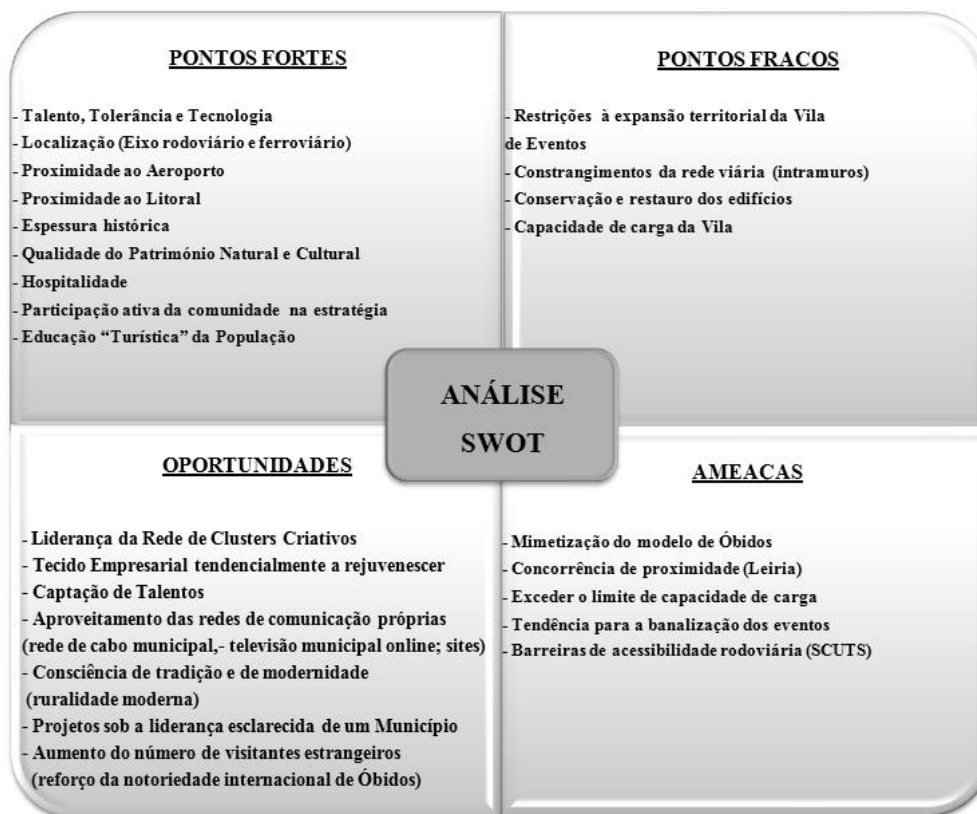 PONTOS FORTES
- Talento, Tolerância e Tecnologia
- Localização (Eixo rodoviário e ferroviário)
- Proximidade ao Aeroporto
- Proximidade ao Litoral
- Espessura histórica
- Qualidade do Património Natural e Cultural
- Hospitalidade
- Participação ativa da comunidade na estratégia
- Educação “Turística” da População
PONTOS FRACOS
- Restrições à expansão territorial da Vila
de Eventos
- Constrangimentos da rede viária (intramuros)
- Conservação e restauro dos edifícios
- Capacidade de carga da Vila
ANÁLISE
SWOT
OPORTUNIDADES
- Liderança da Rede de Clusters Criativos
- Tecido Empresarial tendencialmente a rejuvenescer
- Captação de Talentos
- Aproveitamento das redes de comunicação próprias
(rede de cabo municipal,- televisão municipal online; sites)
- Consciência de tradição e de modernidade
(ruralidade moderna)
- Projetos sob a liderança esclarecida de um Município
- Aumento do número de visitantes estrangeiros
(reforço da notoriedade internacional de Óbidos)
AMEACAS
- Mimetização do modelo de Óbidos
- Concorrência de proximidade (Leiria)
- Exceder o limite de capacidade de carga
- Tendência para a banalização dos eventos
- Barreiras de acessibilidade rodoviária (SCUTS)